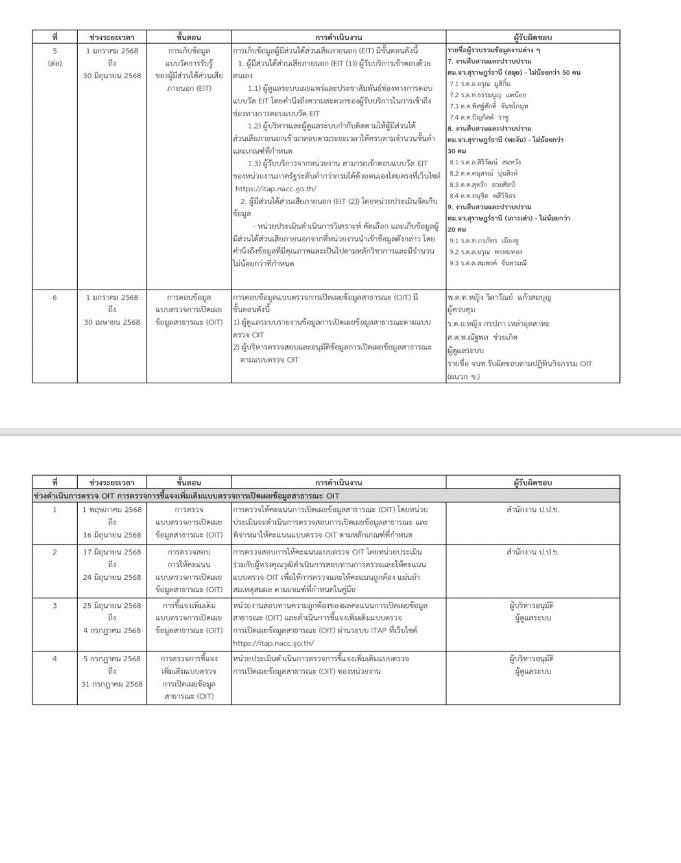 ที่ ช่วงระยะเวลา ขั้นตอน การดำเนินงาน ผู้รับผิดชอบ
5
(ต่อ)
1 มกราคม 2568
ถึง
30 มิถุนายน 2568
การเก็บข้อมูล
แบบวัดการรับรู้
ของผู้มีส่วนได้ส่วนเสีย
ภายนอก (EIT)
การเก็บข้อมูลผู้มีส่วนได้ส่วนเสียภายนอก (EIT) มีขั้นตอนดังนี้
1. ผู้มีส่วนได้ส่วนเสียภายนอก (EIT (1)) ผู้รับบริการเข้าตอบด้วย
ตนเอง
1.1) ผู้ดูแลระบบเผยแพร่และประชาสัมพันธ์ช่องทางการตอบ
แบบวัด EIT โดยคำนึงถึงความสะดวกของผู้รับบริการในการเข้าถึง
ช่องทางการตอบแบบวัด EIT
1.2) ผู้บริหารและผู้ดูแลระบบกำกับติดตามให้ผู้มีส่วนได้
ส่วนเสียภายนอกเข้ามาตอบตามระยะเวลาให้ครบตามจำนวนขั้นต่ำ
และเกณฑ์ที่กำหนด
1.3) ผู้รับบริการจากหน่วยงาน สามารถเข้าตอบแบบวัด EIT
ของหน่วยงานภาครัฐระดับต่ำกว่ากรมได้ด้วยตนเองโดยตรงที่เว็บไซต์
https://itap.nacc.go.th/
2. ผู้มีส่วนได้ส่วนเสียภายนอก (EIT (2)) โดยหน่วยประเมินจัดเก็บ
ข้อมูล
- หน่วยประเมินดำเนินการวิเคราะห์ คัดเลือก และเก็บข้อมูลผู้
มีส่วนได้ส่วนเสียภายนอกจากที่หน่วยงานนำเข้าข้อมูลดังกล่าว โดย
คำนึงถึงข้อมูลที่มีคุณภาพและเป็นไปตามหลักวิชาการและมีจำนวน
ไม่น้อยกว่าที่กำหนด
รายชื่อผู้รวบรวมข้อมูลงานต่าง ๆ
7. งานสืบสวนและปราบปราม
ตม.จว.สุราษฎร์ธานี (สมุย) - ไม่น้อยกว่า 50 คน
7.1 ร.ต.อ.อรุณ มูสิกิ้ม
7.2 ร.ต.ท.ธรรมนูญ แพน้อย
7.3 ด.ต.พิศฐ์ศักดิ์ จันทโกมุท
7.4 ด.ต.ปัญกิตต์ ราชู
8. งานสืบสวนและปราบปราม
ตม.จว.สุราษฎร์ธานี (พะงัน) - ไม่น้อยกว่า
30 คน
8.1 ร.ต.อ.สิริวัฒน์ สมหวัง
8.2 ด.ต.ดนุสรณ์ นุ่นสิงห์
8.3 ด.ต.สุดรัก อวยศิลป์
8.4 ด.ต.อนุชิต หลีวิจิตร
9. งานสืบสวนและปราบปราม
ตม.จว.สุราษฎร์ธานี (เกาะเต่า) - ไม่น้อยกว่า
20 คน
9.1 ร.ต.ท.ภรภัทร เมืองชู
9.2 ร.ต.ต.อรุณ พรหมทอง
9.3 ร.ต.ต.สมพงค์ จันทรมณี
6
1 มกราคม 2568
ถึง
30 เมษายน 2568
การตอบข้อมูล
แบบตรวจการเปิดเผย
ข้อมูลสาธารณะ (OIT)
การตอบข้อมูลแบบตรวจการเปิดเผยข้อมูลสาธารณะ (OIT) มี
ขั้นตอนดังนี้
1) ผู้ดูแลระบบรายงานข้อมูลการเปิดเผยข้อมูลสาธารณะตามแบบ
ตรวจ OIT
2) ผู้บริหารตรวจสอบและอนุมัติข้อมูลการเปิดเผยข้อมูลสาธารณะ
ตามแบบตรวจ OIT
พ.ต.ท.หญิง วิลาวัณย์ แก้วสมบุญ
ผู้ควบคุม
ร.ต.อ.หญิง กรปภา เหล่าอุตสาหะ
ส.ต.ท.ณัฐพล ช่วยเกิด
ผู้ดูแลระบบ
รายชื่อ จนท.รับผิดชอบตามปฏิทินกิจกรรม OIT
(ผนวก ข.)
ที่ ช่วงระยะเวลา ขั้นตอน การดำเนินงาน ผู้รับผิดชอบ
ช่วงดำเนินการตรวจ OIT การตรวจการชี้แจงเพิ่มเติมแบบตรวจการเปิดเผยข้อมูลสาธารณะ OIT
1
1 พฤษภาคม 2568
ถึง
16 มิถุนายน 2568
การตรวจ
แบบตรวจการเปิดเผย
ข้อมูลสาธารณะ (OIT)
การตรวจให้คะแนนการเปิดเผยข้อมูลสาธารณะ (OIT) โดยหน่วย
ประเมินจะดำเนินการตรวจสอบการเปิดเผยข้อมูลสาธารณะ และ
พิจารณาให้คะแนนแบบตรวจ OIT ตามหลักเกณฑ์ที่กำหนด
สำนักงาน ป.ป.ช.
2
17 มิถุนายน 2568
ถึง
24 มิถุนายน 2568
การตรวจสอบ
การให้คะแนน
แบบตรวจการเปิดเผย
ข้อมูลสาธารณะ (OIT)
การตรวจสอบการให้คะแนนแบบตรวจ OIT โดยหน่วยประเมิน
ร่วมกับผู้ทรงคุณวุฒิดำเนินการสอบทานการตรวจและให้คะแนน
แบบตรวจ OIT เพื่อให้การตรวจและให้คะแนนถูกต้อง แม่นยำ
สมเหตุสมผล ตามเกณฑ์ที่กำหนดในคู่มือ
สำนักงาน ป.ป.ช.
3
25 มิถุนายน 2568
ถึง
4 กรกฎาคม 2568
การชี้แจงเพิ่มเติม
แบบตรวจการเปิดเผย
ข้อมูลสาธารณะ (OIT)
หน่วยงานสอบทานความถูกต้องของผลคะแนนการเปิดเผยข้อมูล
สาธารณะ (OIT) และดำเนินการชี้แจงเพิ่มเติมแบบตรวจ
การเปิดเผยข้อมูลสาธารณะ (OIT) ผ่านระบบ ITAP ที่เว็บไซต์
https://itap.nacc.go.th/
ผู้บริหารอนุมัติ
ผู้ดูแลระบบ
4
5 กรกฎาคม 2568
ถึง
31 กรกฎาคม 2568
การตรวจการชี้แจง
เพิ่มเติมแบบตรวจ
การเปิดเผยข้อมูล
สาธารณะ (OIT)
หน่วยประเมินดำเนินการตรวจการชี้แจงเพิ่มเติมแบบตรวจ
การเปิดเผยข้อมูลสาธารณะ (OIT) ของหน่วยงาน
ผู้บริหารอนุมัติ
ผู้ดูแลระบบ